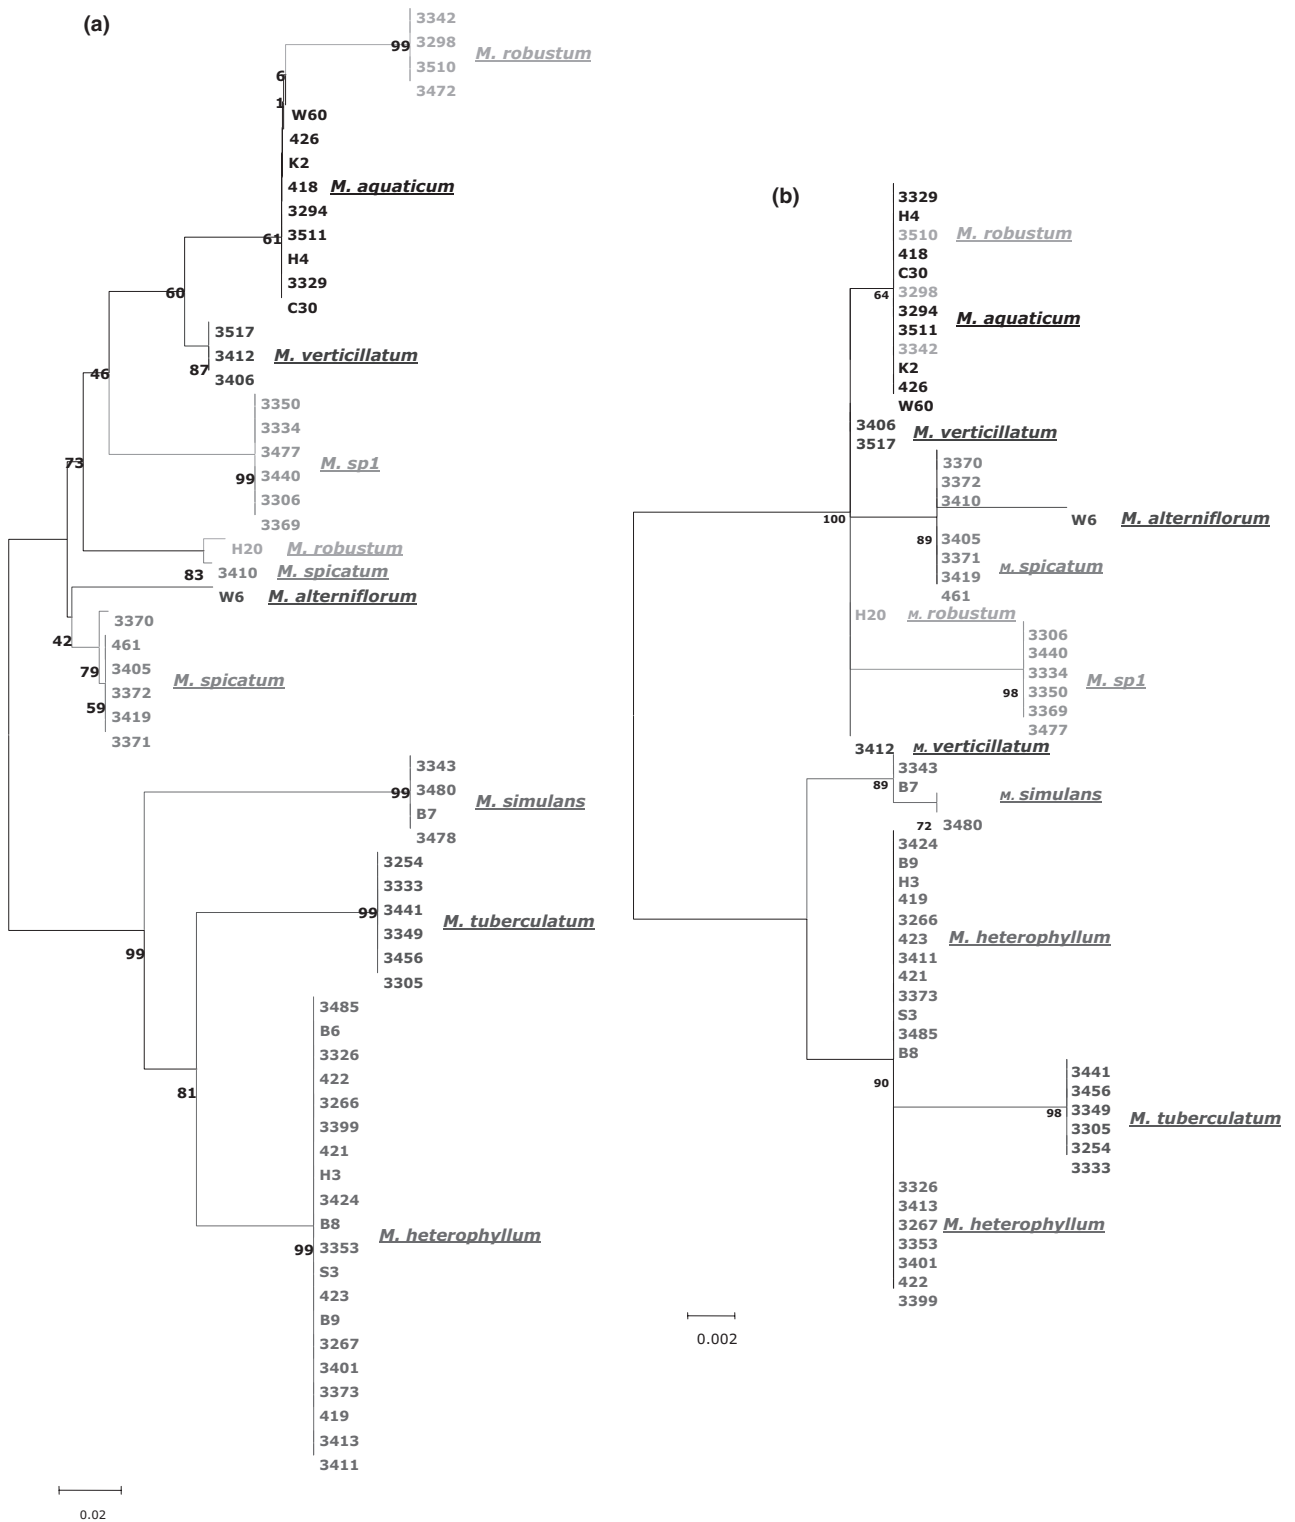 (a)
3342
99
3298
M. robustum
3510
6
3472
1
W60
426
K2
418
M. aquaticum
3294
61
3511
H4
3329
60
C30
3517
3412
M. verticillatum
87
46
3406
3350
3334
73
3477
M. sp1
99
3440
3306
3369
H20
M. robustum
83
3410
M. spicatum
W6
M. alterniflorum
3370
42
461
79
3405
M. spicatum
3372
59
3419
3371
3343
99
3480
M. simulans
B7
3478
3254
3333
99
3441
M. tuberculatum
3349
99
3456
3305
3485
B6
3326
81
422
3266
3399
421
H3
3424
B8
M. heterophyllum
99
3353
S3
423
B9
3267
3401
3373
419
3413
3411
0.02
(b)
3329
H4
3510
M. robustum
418
C30
64
3298
3294
M. aquaticum
3511
3342
K2
426
W60
3406
M. verticillatum
3517
3370
3372
3410
100
W6
M. alterniflorum
89
3405
3371
M. spicatum
3419
461
H20
M. robustum
3306
3440
3334
M. sp1
98
3350
3369
3477
3412
M. verticillatum
3343
89
B7
M. simulans
72
3480
3424
B9
H3
419
3266
423
M. heterophyllum
3411
421
3373
S3
3485
B8
90
3441
3456
98
3349
M. tuberculatum
3305
3254
3333
3326
3413
3267
M. heterophyllum
3353
3401
422
3399
0.002